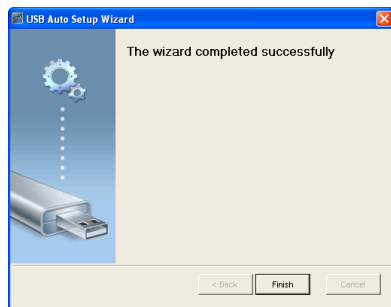 USB Auto Setup Wizard
The wizard completed successfully
< Back Finish Cancel